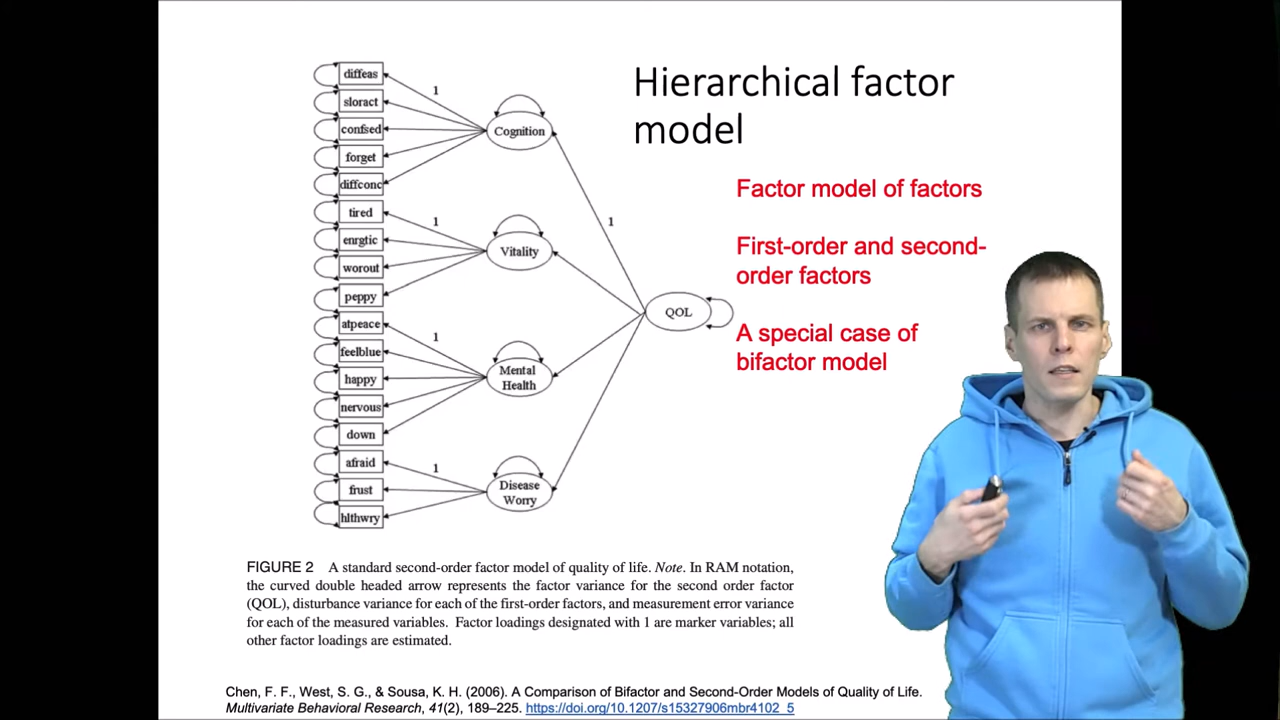 Hierarchical factor
model
Factor model of factors
First-order and second-
order factors
A special case of
bifactor model
diffeas
sloract
confsed
forget
diffconc
tired
enrgtic
worout
peppy
atpeace
feelblue
happy
nervous
down
afraid
frust
hlthwry
1
1
1
1
Cognition
Vitality
Mental
Health
Disease
Worry
1
QOL
FIGURE 2 A standard second-order factor model of quality of life. Note. In RAM notation,
the curved double headed arrow represents the factor variance for the second order factor
(QOL), disturbance variance for each of the first-order factors, and measurement error variance
for each of the measured variables. Factor loadings designated with 1 are marker variables; all
other factor loadings are estimated.
Chen, F. F., West, S. G., & Sousa, K. H. (2006). A Comparison of Bifactor and Second-Order Models of Quality of Life.
Multivariate Behavioral Research, 41(2), 189–225. https://doi.org/10.1207/s15327906mbr4102_5